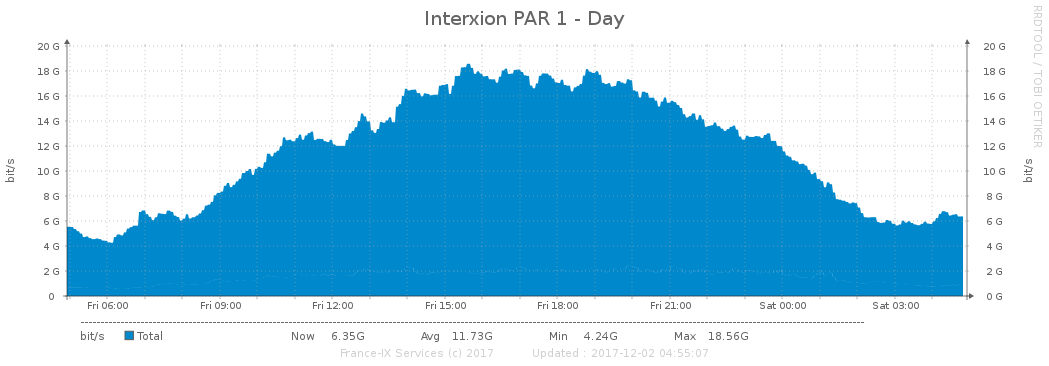 Interxion PAR 1 - Day
RRDTOOL / TOBI OETIKER
bit/s
20 G 20 G
18 G 18 G
16 G 16 G
14 G 14 G
12 G 12 G
10 G 10 G
8 G 8 G
6 G 6 G
4 G 4 G
2 G 2 G
0 0 G
bit/s
Fri 06:00 Fri 09:00 Fri 12:00 Fri 15:00 Fri 18:00 Fri 21:00 Sat 00:00 Sat 03:00
bit/s Total Now 6.35G Avg 11.73G Min 4.24G Max 18.56G
France-IX Services (c) 2017 Updated : 2017-12-02 04:55:07